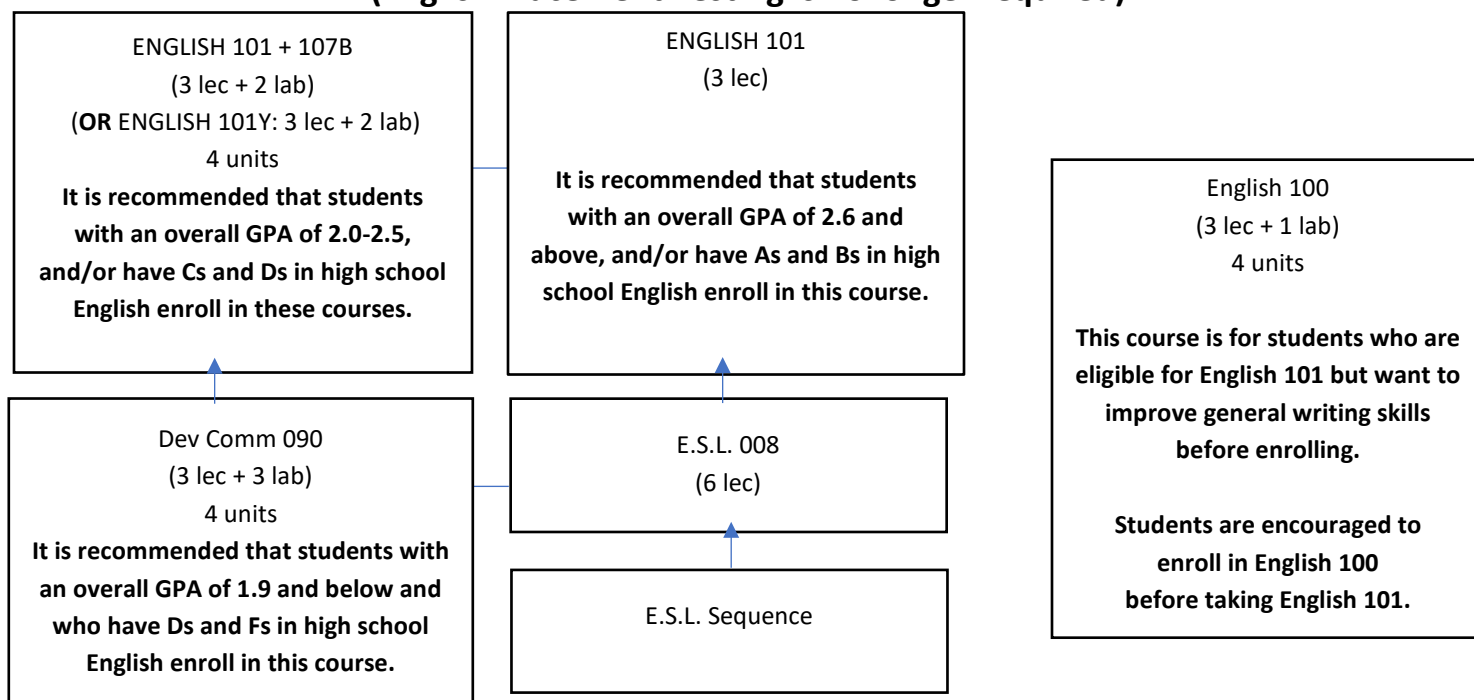 (English Placement Testing is no longer required)
ENGLISH 101 + 107B
(3 lec + 2 lab)
(OR ENGLISH 101Y: 3 lec + 2 lab)
4 units
It is recommended that students
with an overall GPA of 2.0-2.5,
and/or have Cs and Ds in high school
English enroll in these courses.
ENGLISH 101
(3 lec)
It is recommended that students
with an overall GPA of 2.6 and
above, and/or have As and Bs in high
school English enroll in this course.
English 100
(3 lec + 1 lab)
4 units
This course is for students who are
eligible for English 101 but want to
improve general writing skills
before enrolling.
Students are encouraged to
enroll in English 100
before taking English 101.
Dev Comm 090
(3 lec + 3 lab)
4 units
It is recommended that students with
an overall GPA of 1.9 and below and
who have Ds and Fs in high school
English enroll in this course.
E.S.L. 008
(6 lec)
E.S.L. Sequence